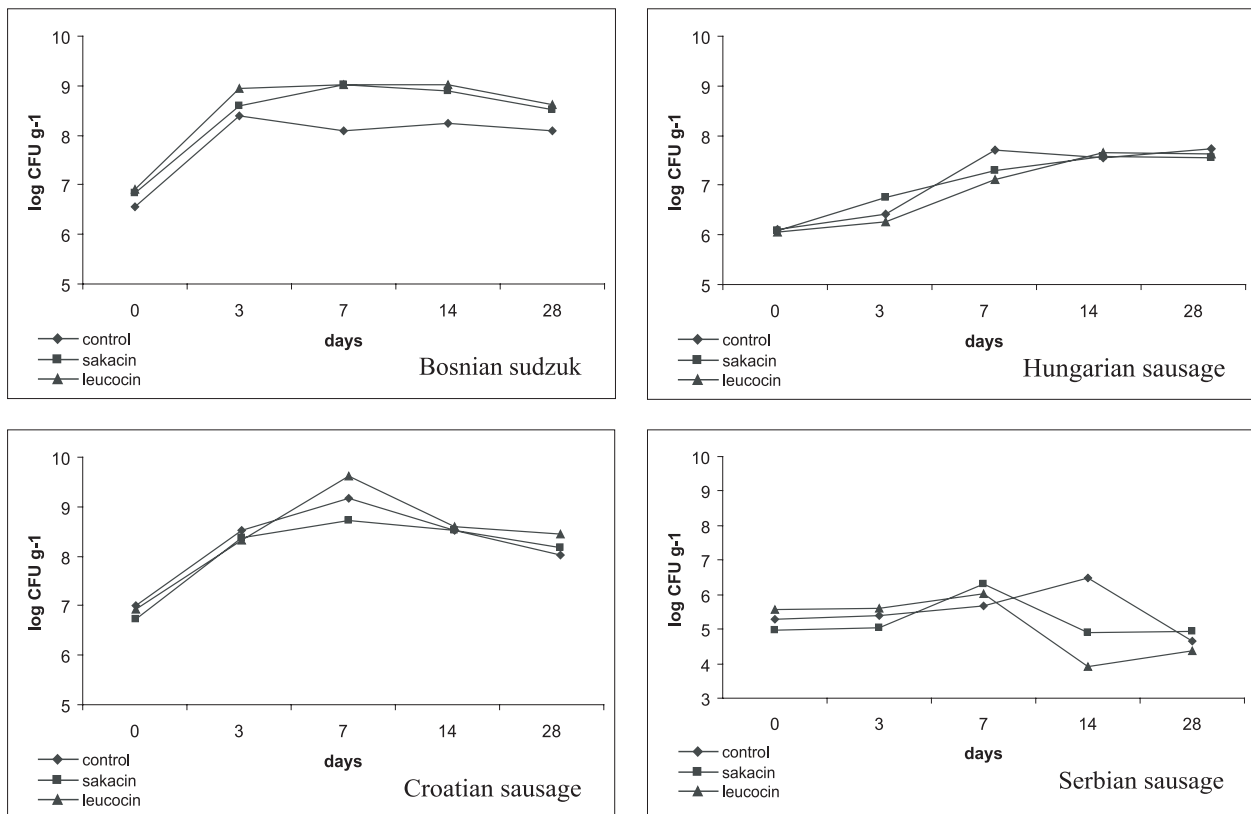 10
9
8
7
6
5
log CFU g-1
0 3 7 14 28
days
control
sakacin
leucocin
Bosnian sudzuk
10
9
8
7
6
5
log CFU g-1
0 3 7 14 28
days
control
sakacin
leucocin
Hungarian sausage
10
9
8
7
6
5
log CFU g-1
0 3 7 14 28
days
control
sakacin
leucocin
Croatian sausage
10
9
8
7
6
5
4
3
log CFU g-1
0 3 7 14 28
days
control
sakacin
leucocin
Serbian sausage